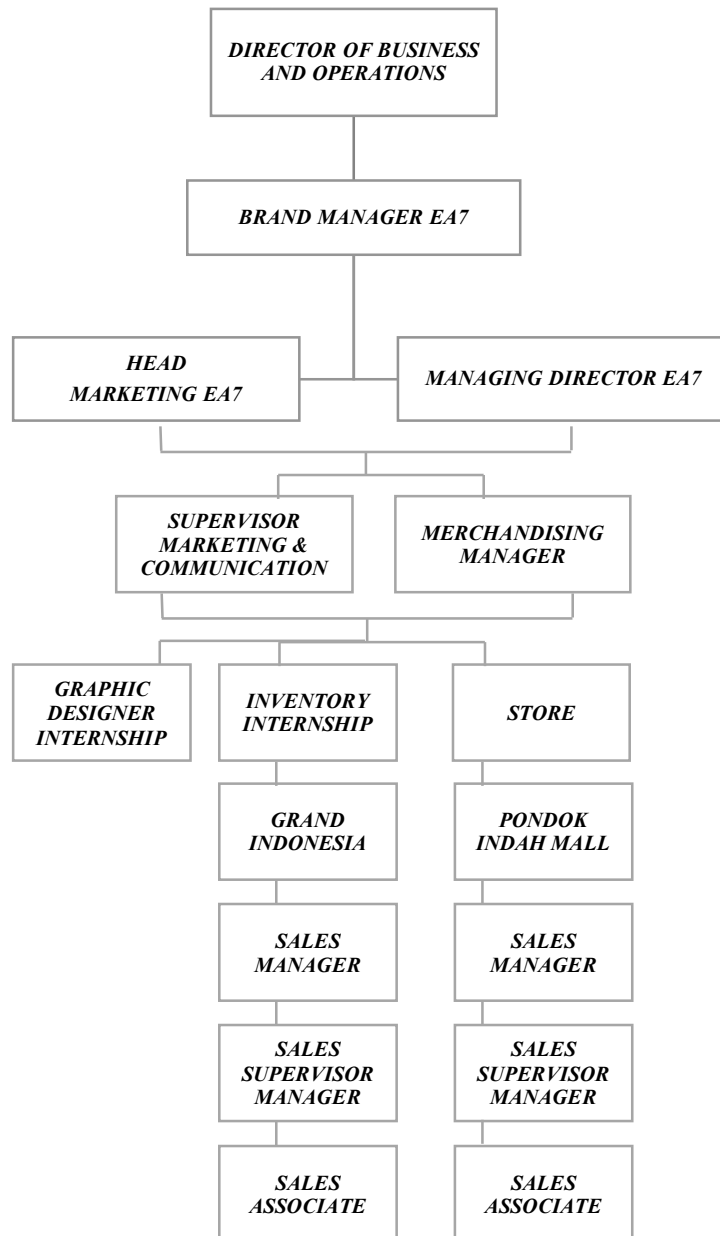 DIRECTOR OF BUSINESS
AND OPERATIONS
BRAND MANAGER EA7
HEAD
MARKETING EA7
MANAGING DIRECTOR EA7
SUPERVISOR
MARKETING &
COMMUNICATION
MERCHANDISING
MANAGER
GRAPHIC
DESIGNER
INTERNSHIP
INVENTORY
INTERNSHIP
STORE
GRAND
INDONESIA
PONDOK
INDAH MALL
SALES
MANAGER
SALES
MANAGER
SALES
SUPERVISOR
MANAGER
SALES
SUPERVISOR
MANAGER
SALES
ASSOCIATE
SALES
ASSOCIATE